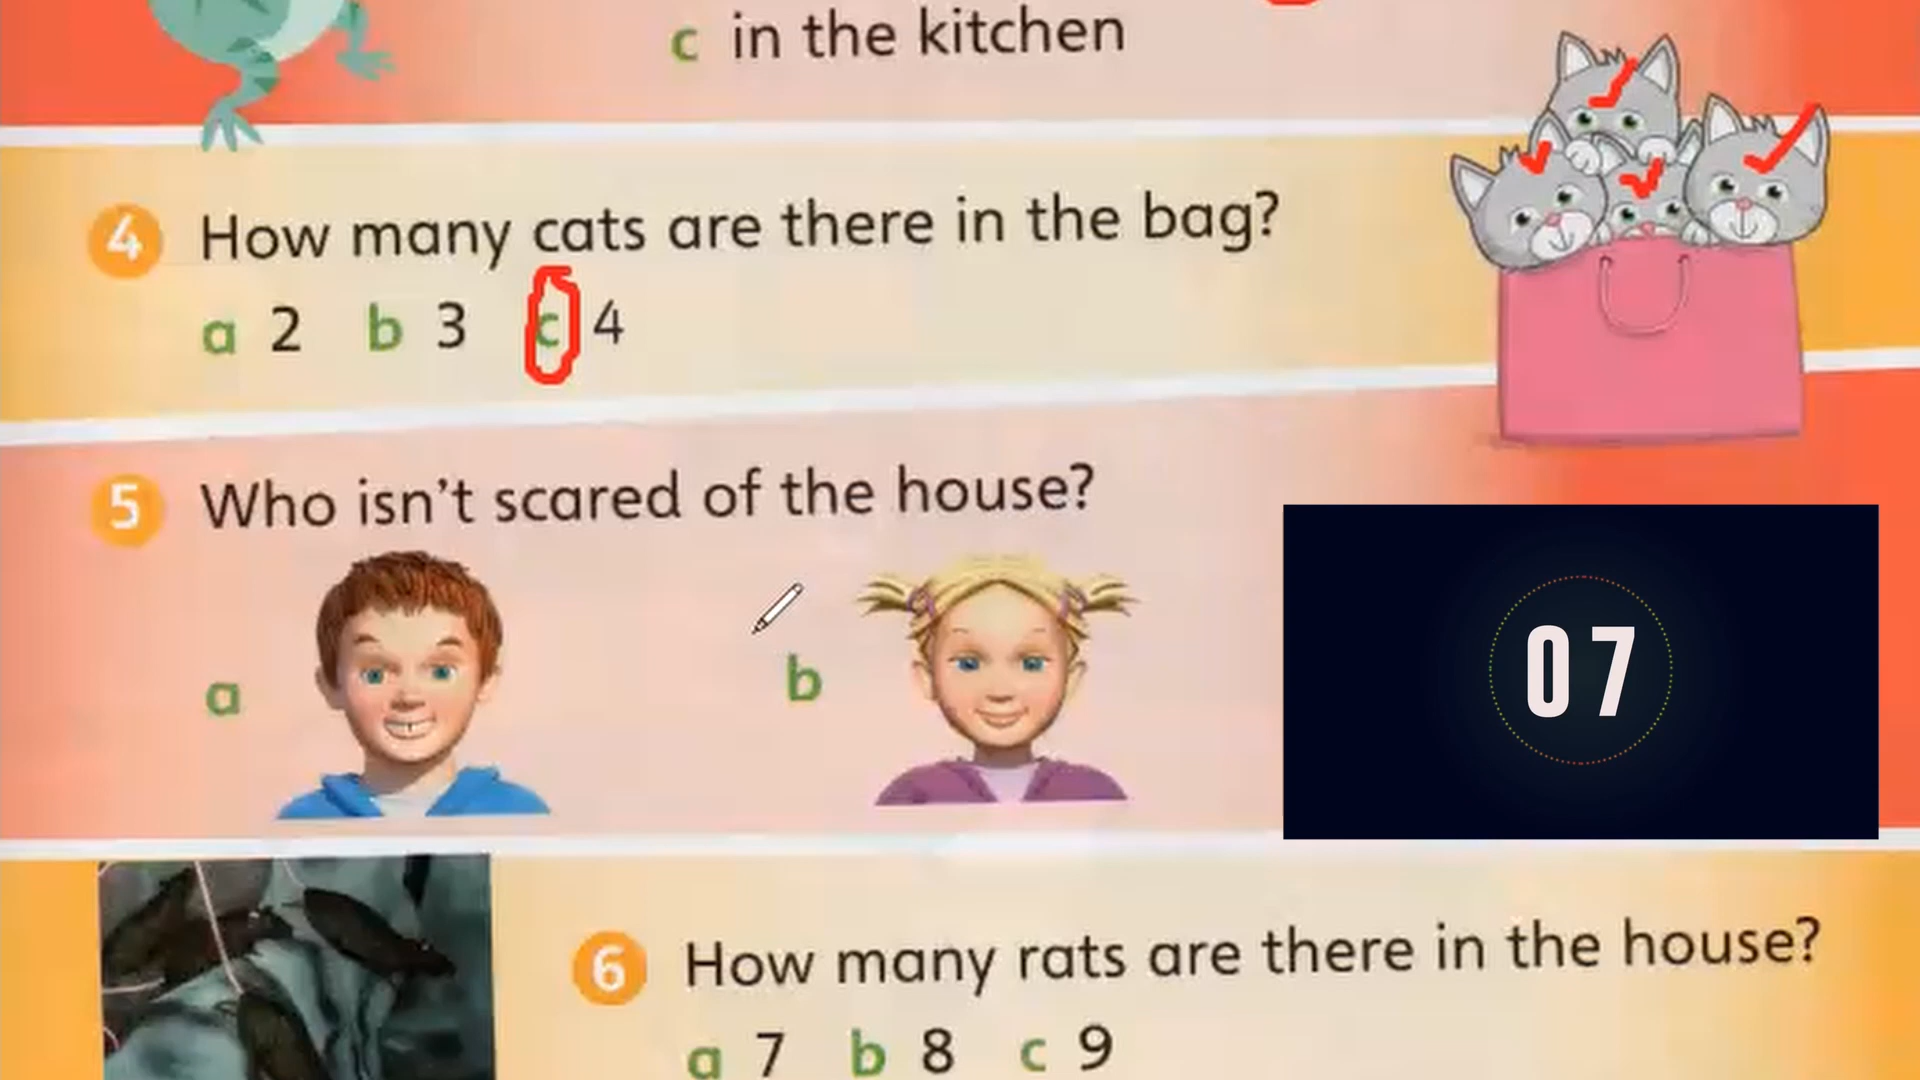 c in the kitchen
4 How many cats are there in the bag?
a 2 b 3 c 4
5 Who isn't scared of the house?
a b
07
6 How many rats are there in the house?
a 7 b 8 c 9